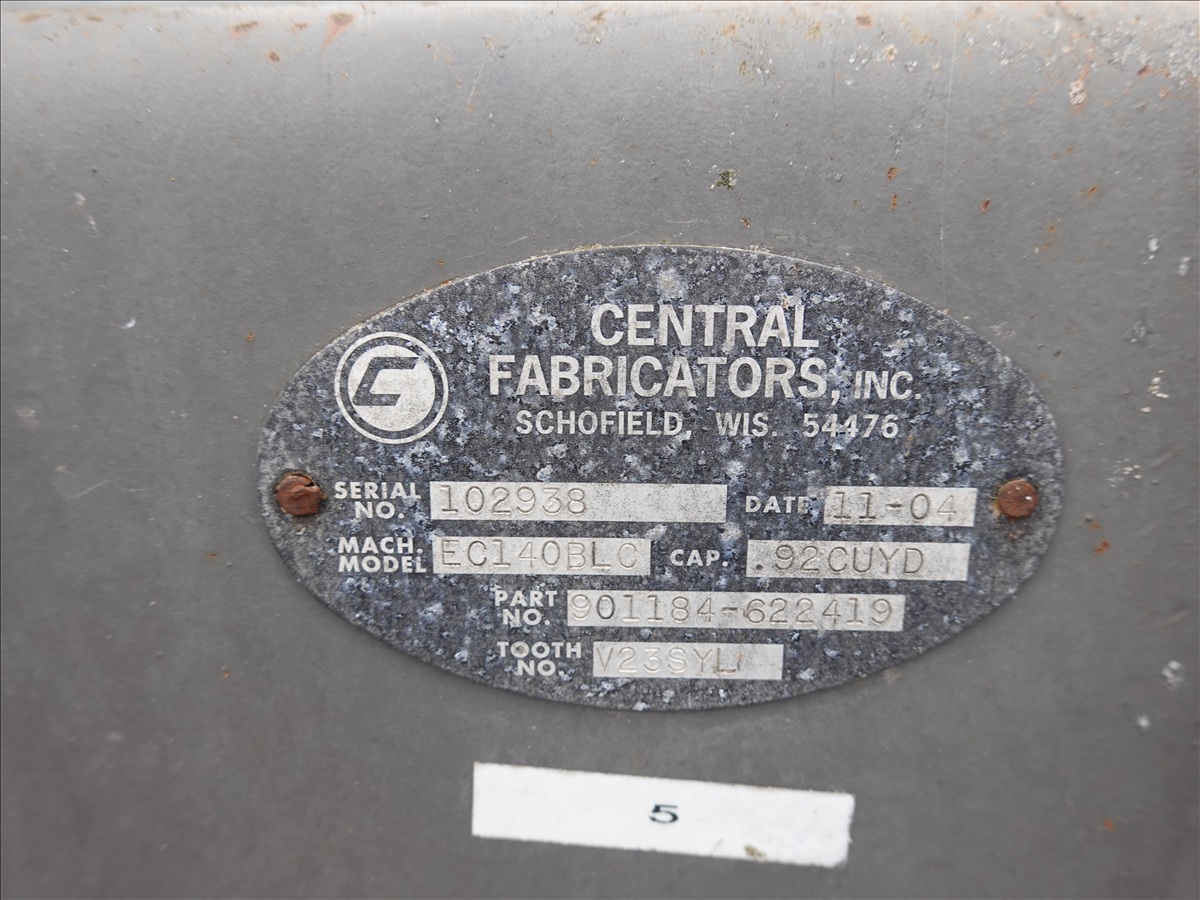 CENTRAL
FABRICATORS, INC.
SCHOFIELD, WIS. 54476
SERIAL NO. 102938 DATE 11-04
MACH. MODEL EC140BLC CAP. .92CUYD
PART NO. 901184-622419
TOOTH NO. V23SYL
5